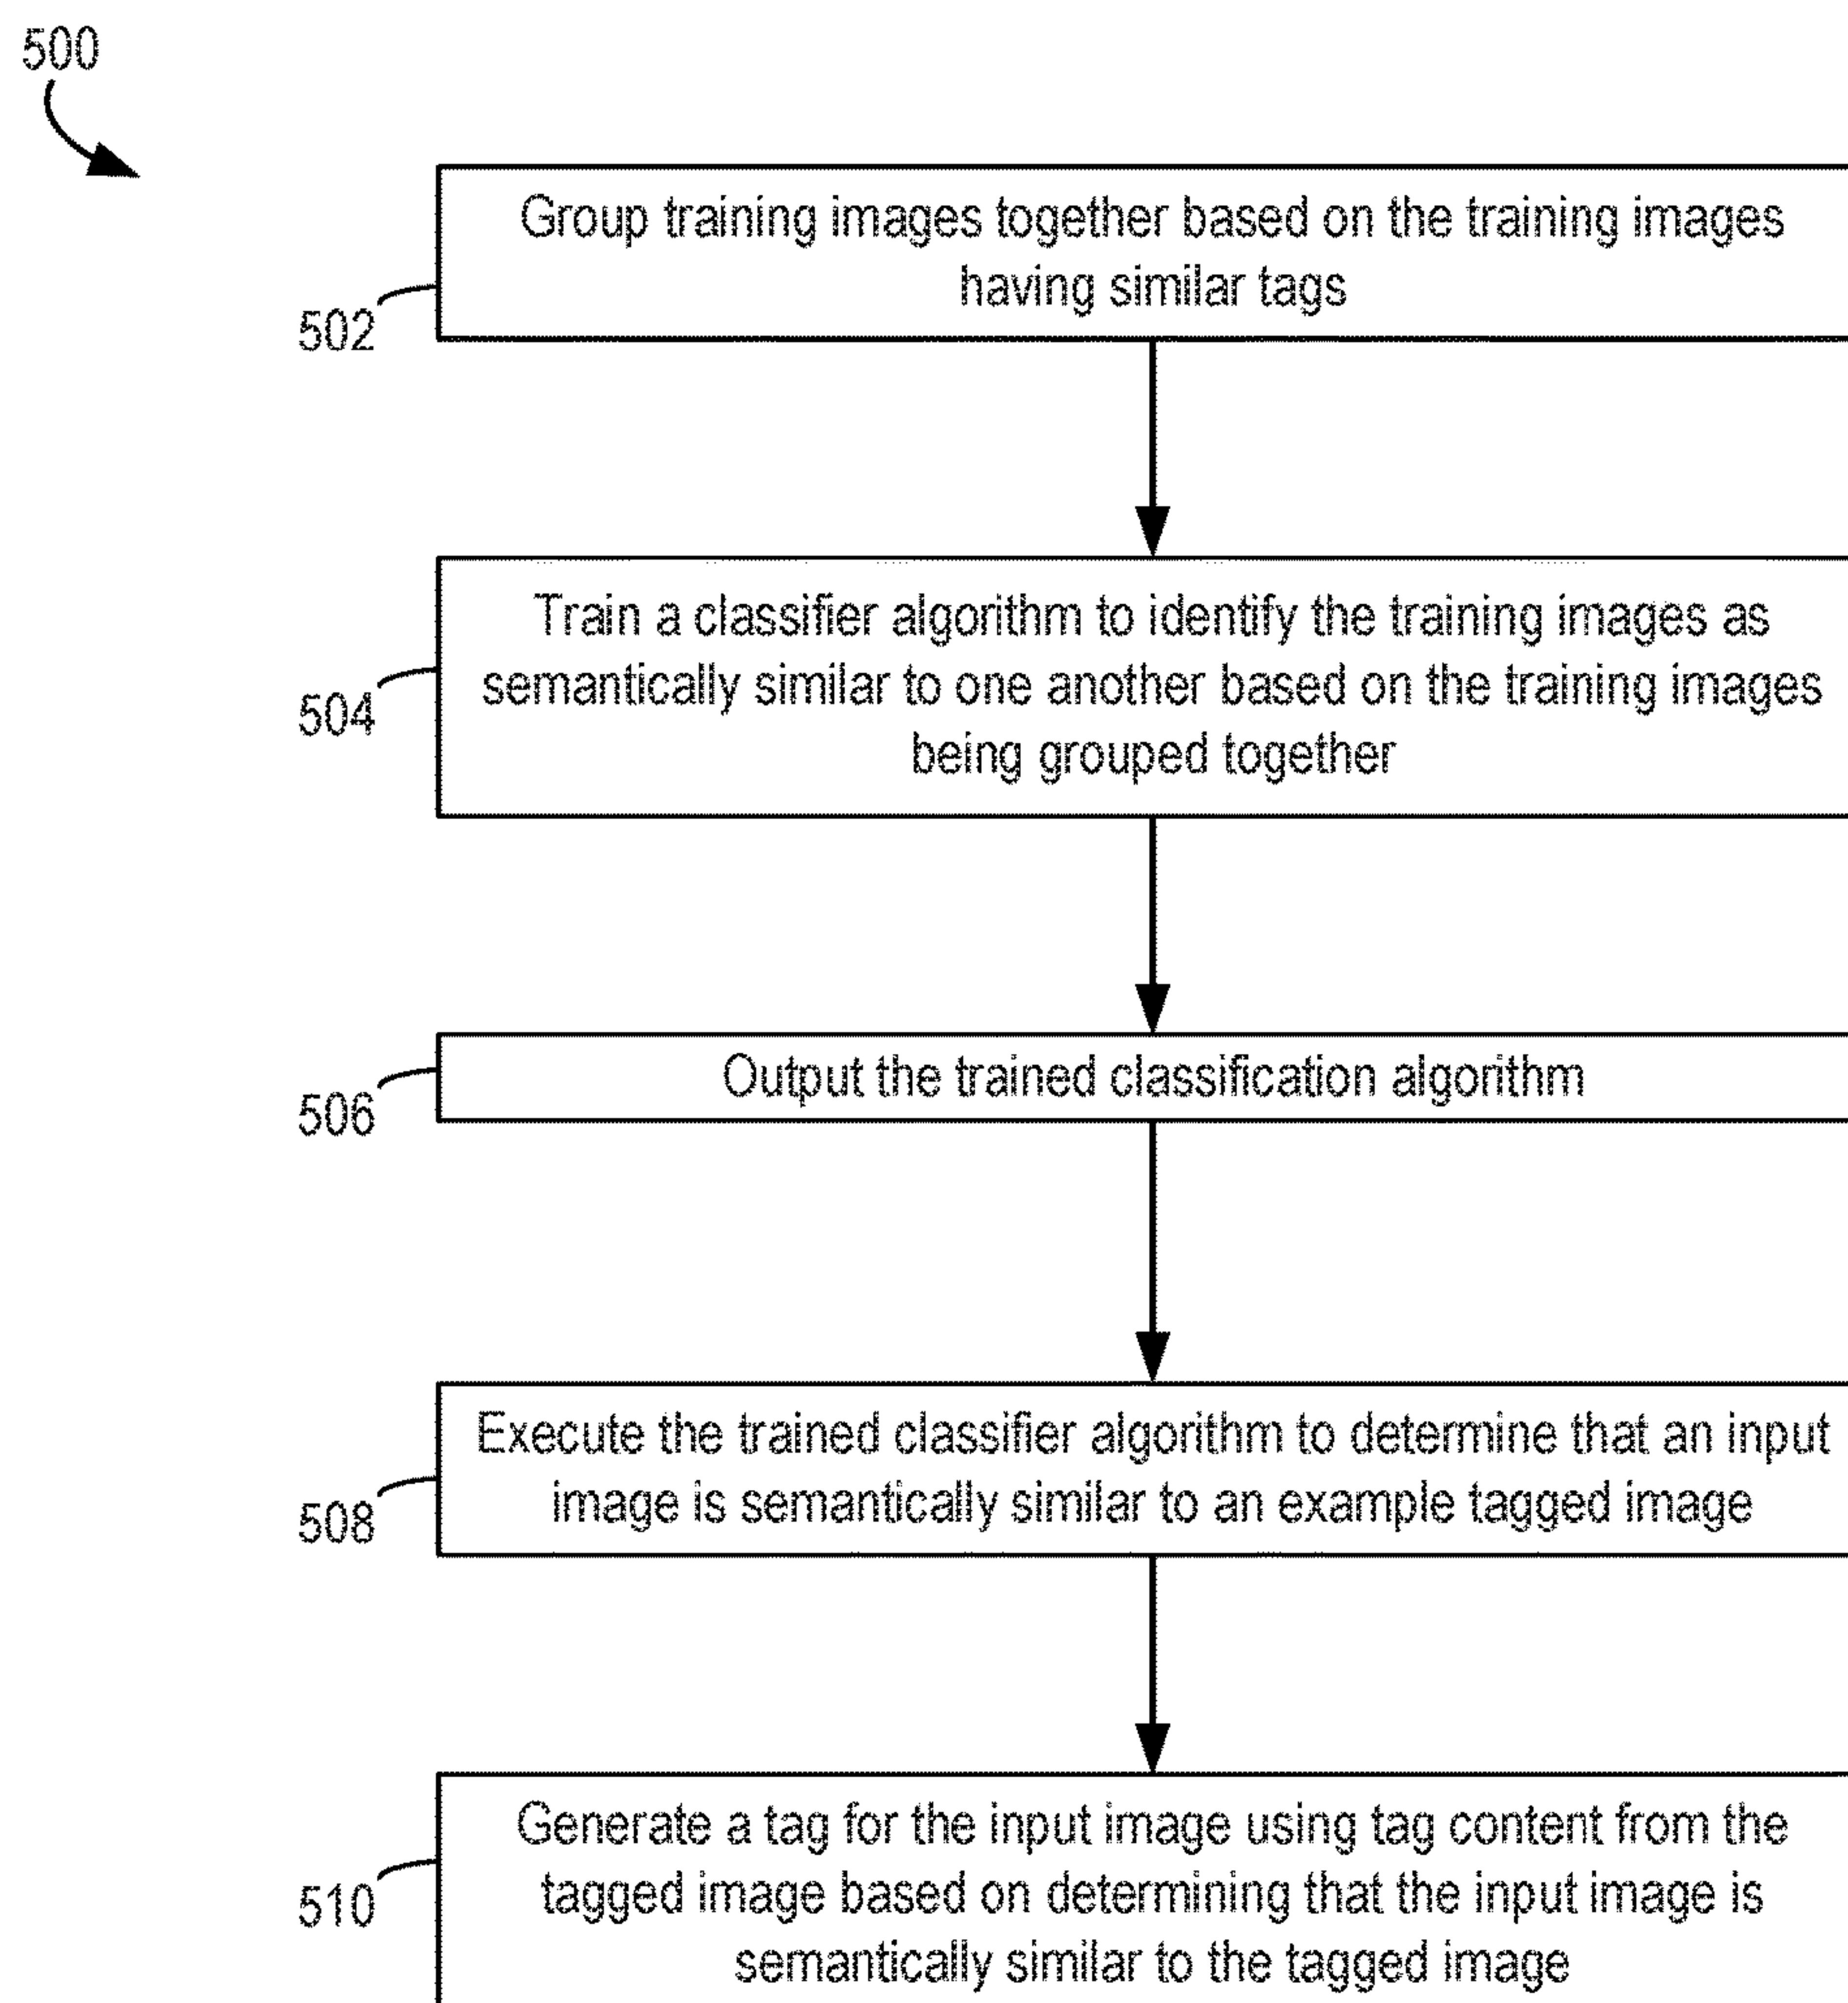 500
Group training images together based on the training images
having similar tags
502
Train a classifier algorithm to identify the training images as
semantically similar to one another based on the training images
being grouped together
504
Output the trained classification algorithm
506
Execute the trained classifier algorithm to determine that an input
image is semantically similar to an example tagged image
508
Generate a tag for the input image using tag content from the
tagged image based on determining that the input image is
semantically similar to the tagged image
510